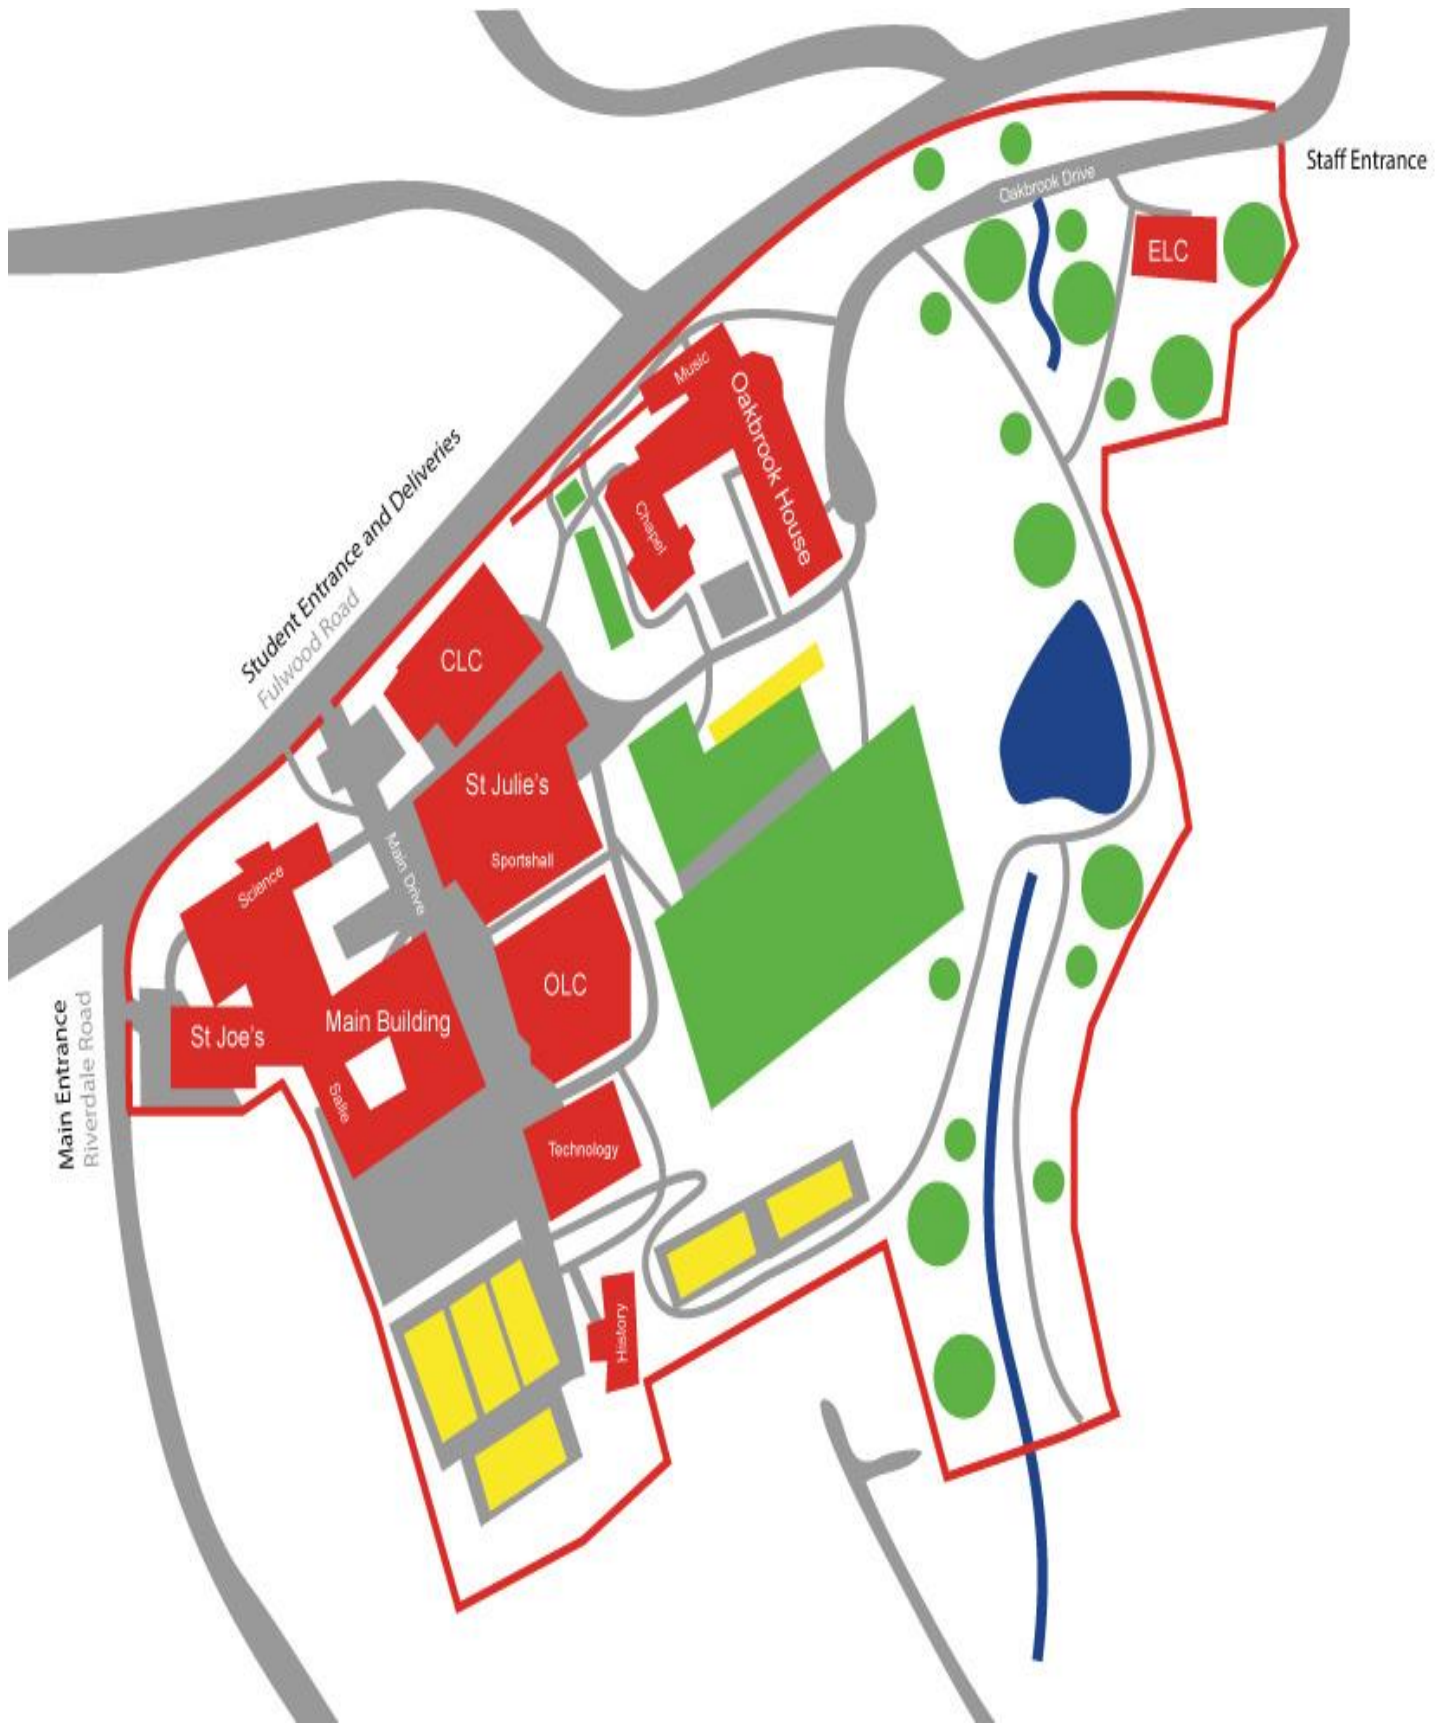 Staff Entrance
Oakbrook Drive
ELC
Music
Oakbrook House
Chapel
Student Entrance and Deliveries
Fulwood Road
CLC
St Julie's
Sportshall
Main Drive
Science
OLC
Main Entrance
Riverdale Road
St Joe's
Main Building
Salle
Technology
History